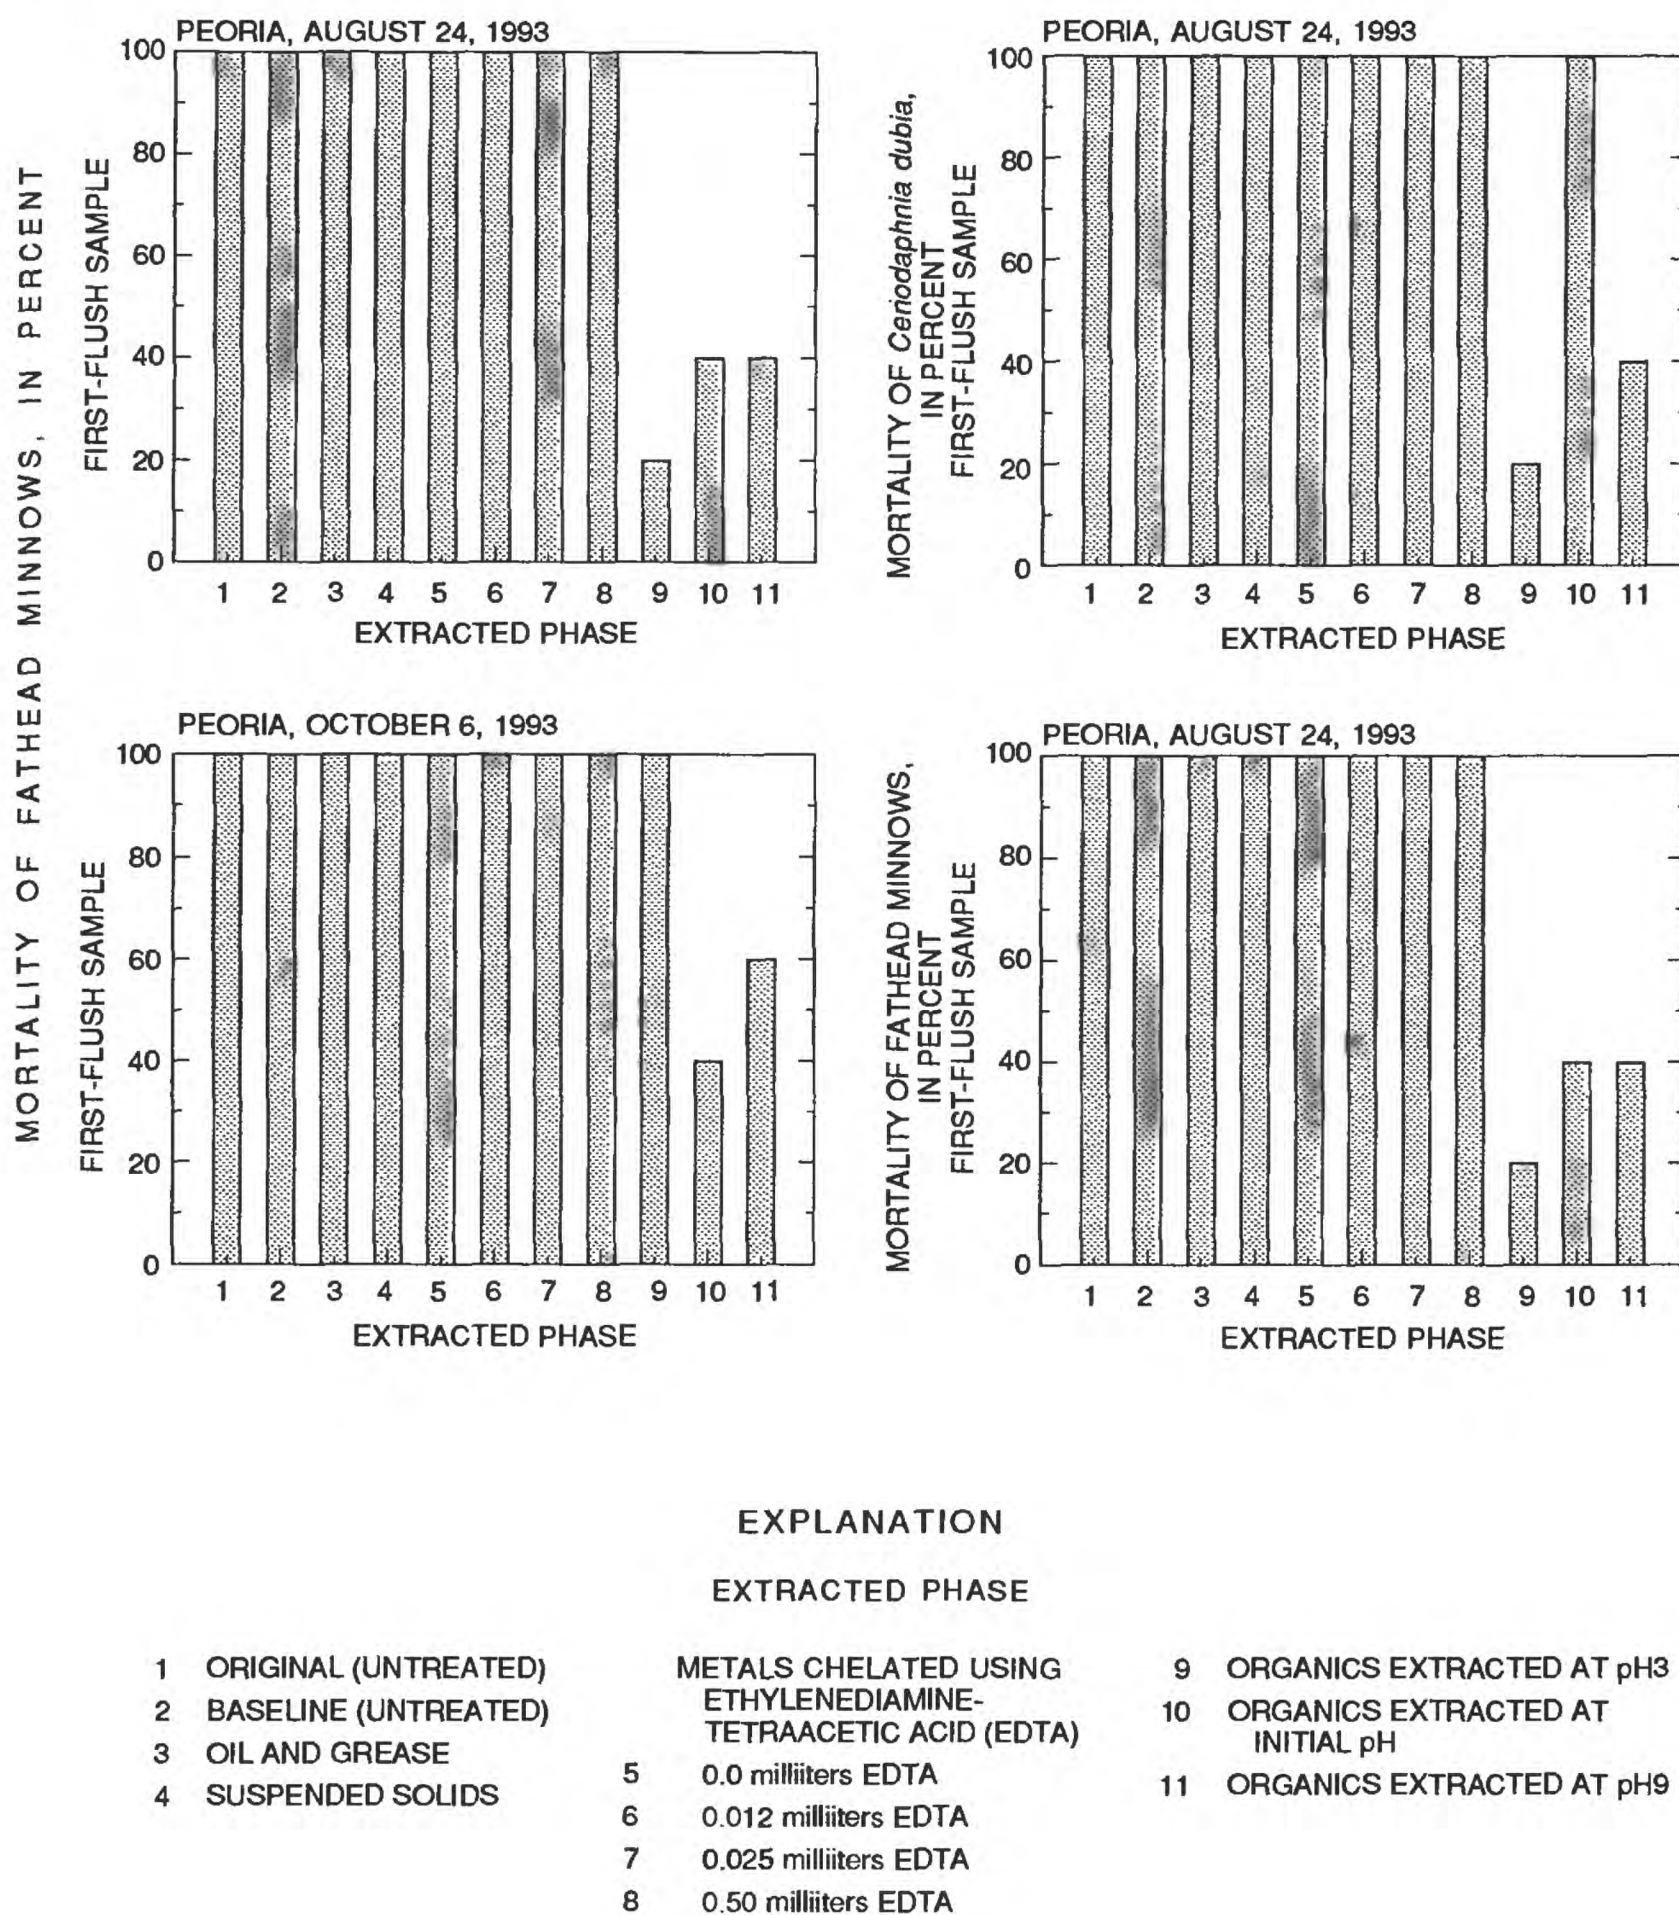 MORTALITY OF FATHEAD MINNOWS, IN PERCENT
PEORIA, AUGUST 24, 1993
FIRST-FLUSH SAMPLE
100
80
60
40
20
0
1 2 3 4 5 6 7 8 9 10 11
EXTRACTED PHASE
PEORIA, AUGUST 24, 1993
MORTALITY OF Ceriodaphnia dubia,
IN PERCENT
FIRST-FLUSH SAMPLE
100
80
60
40
20
0
1 2 3 4 5 6 7 8 9 10 11
EXTRACTED PHASE
PEORIA, OCTOBER 6, 1993
FIRST-FLUSH SAMPLE
100
80
60
40
20
0
1 2 3 4 5 6 7 8 9 10 11
EXTRACTED PHASE
PEORIA, AUGUST 24, 1993
MORTALITY OF FATHEAD MINNOWS,
IN PERCENT
FIRST-FLUSH SAMPLE
100
80
60
40
20
0
1 2 3 4 5 6 7 8 9 10 11
EXTRACTED PHASE
EXPLANATION
EXTRACTED PHASE
1 ORIGINAL (UNTREATED)
2 BASELINE (UNTREATED)
3 OIL AND GREASE
4 SUSPENDED SOLIDS
METALS CHELATED USING
ETHYLENEDIAMINE-
TETRAACETIC ACID (EDTA)
5 0.0 milliiters EDTA
6 0.012 milliiters EDTA
7 0.025 milliiters EDTA
8 0.50 milliiters EDTA
9 ORGANICS EXTRACTED AT pH3
10 ORGANICS EXTRACTED AT
INITIAL pH
11 ORGANICS EXTRACTED AT pH9